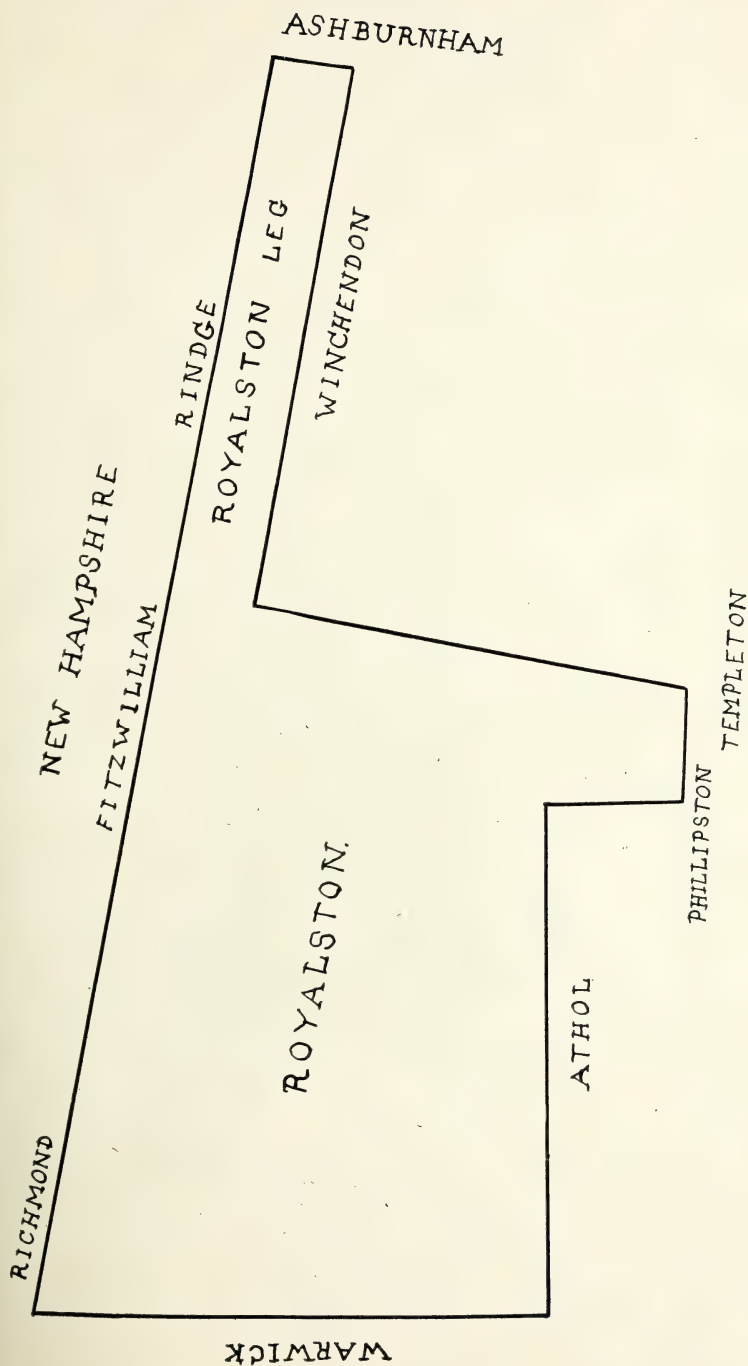 ASHBURNHAM
RINDGE
ROYALSTON LEG
WINCHENDON
NEW HAMPSHIRE
FITZWILLIAM
TEMPLETON
PHILLIPSTON
ROYALSTON.
ATHOL
RICHMOND
WARWICK